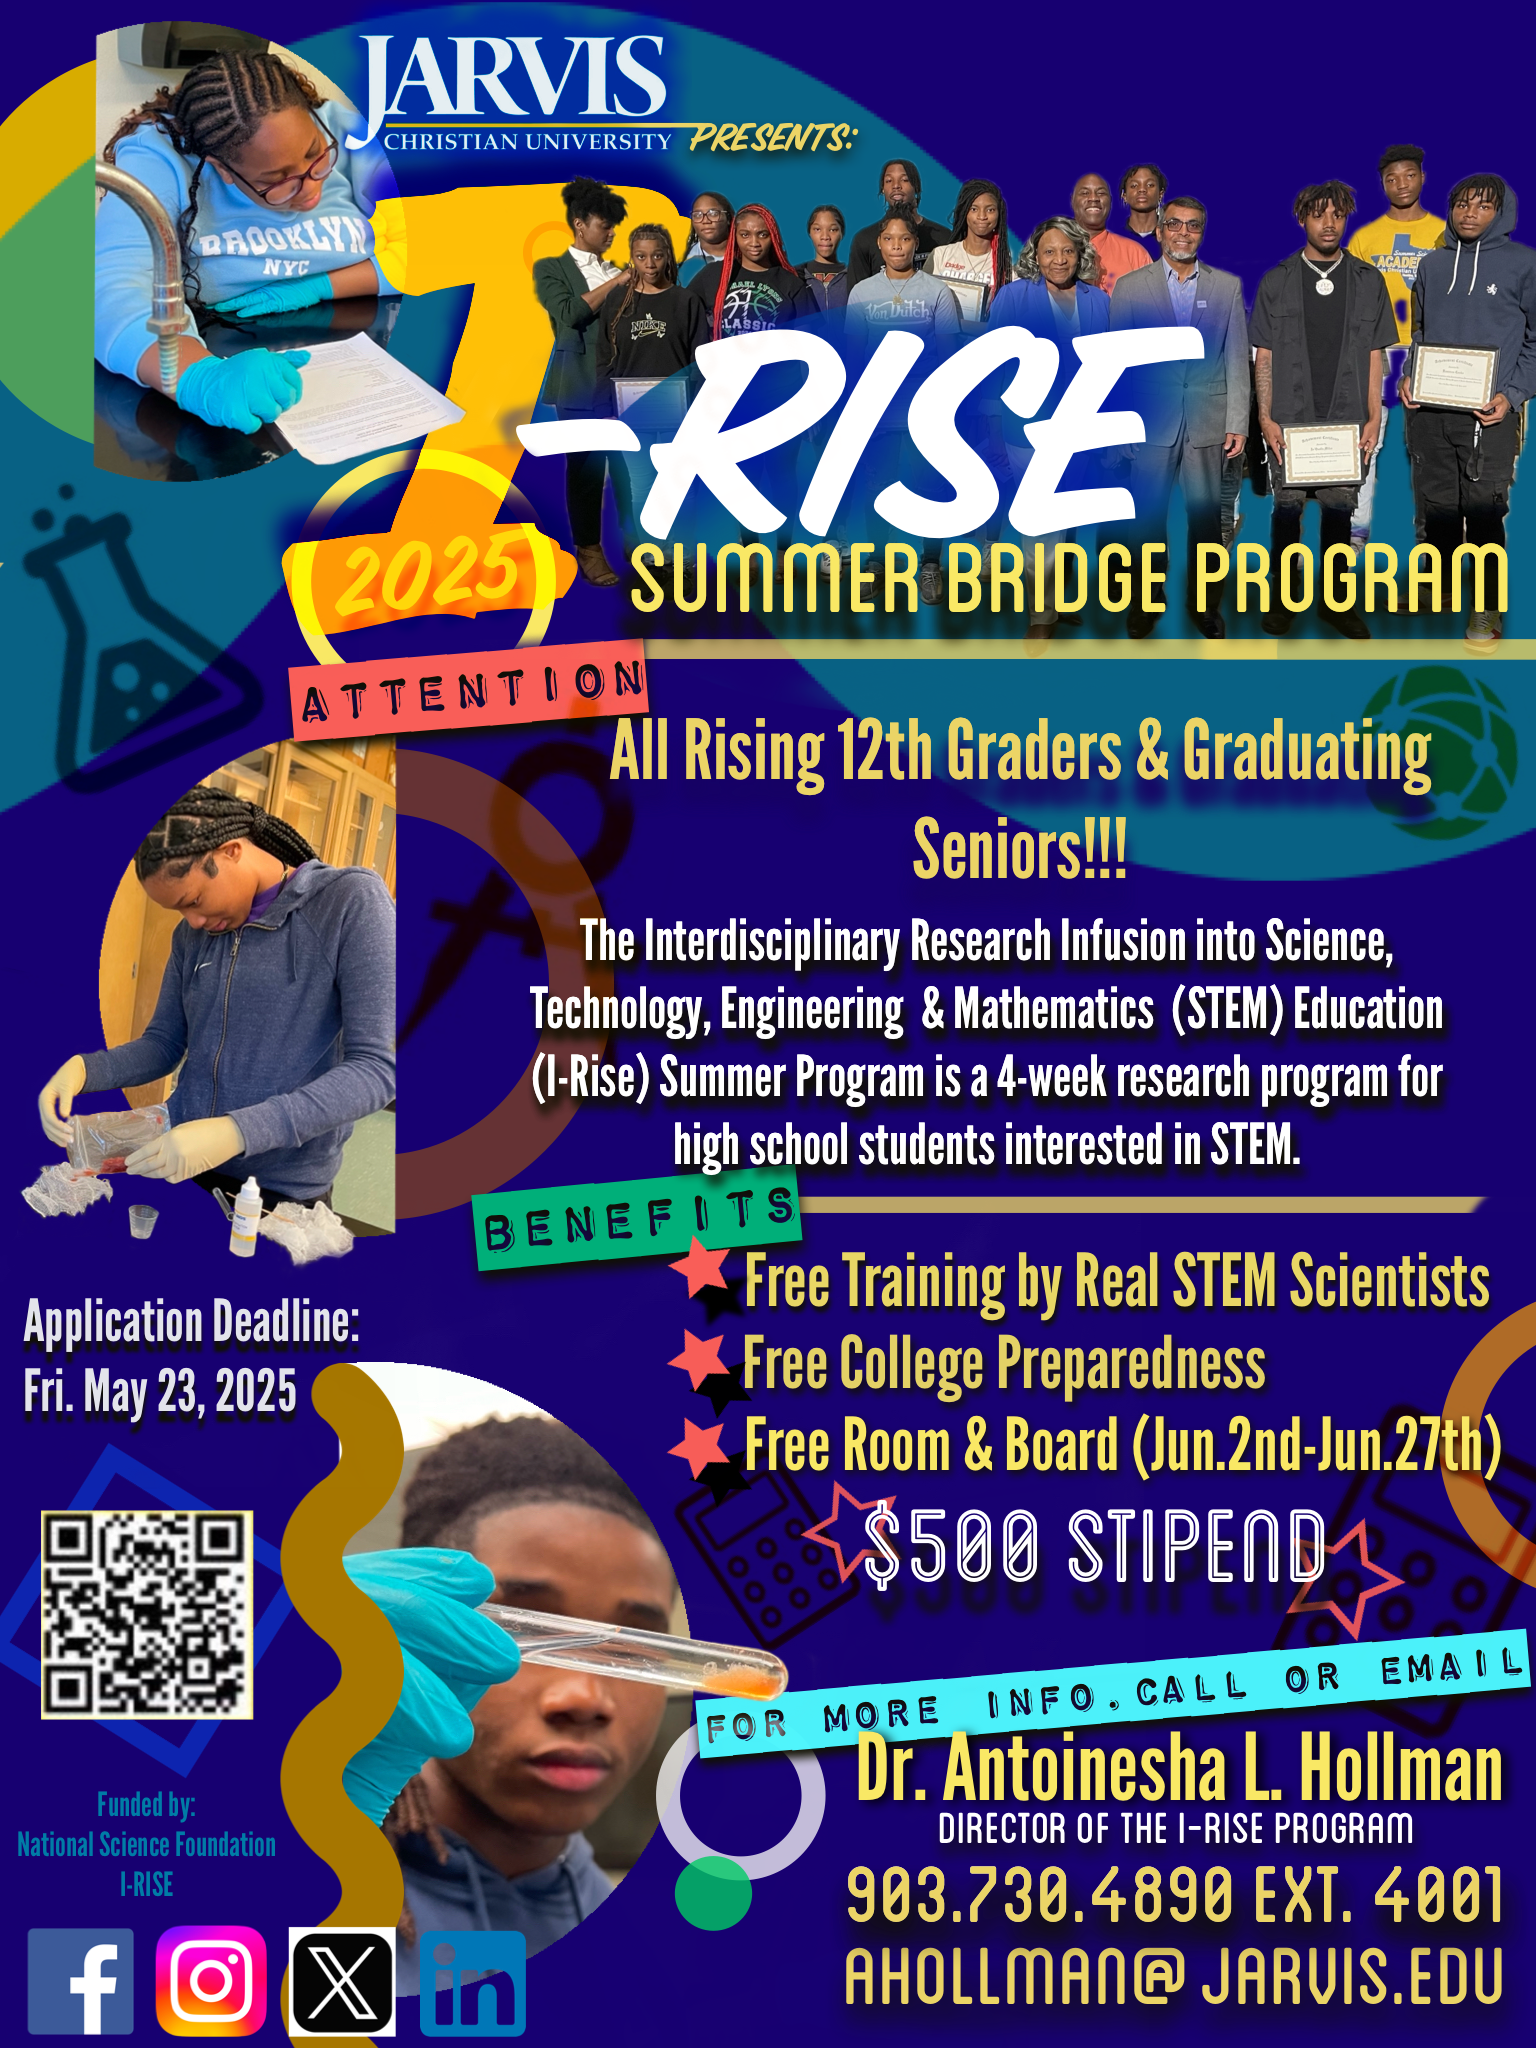 JARVIS
CHRISTIAN UNIVERSITY
PRESENTS:
BROOKLYN
NYC
NIKE
CLASSIC
Von Dutch
I-RISE
2025
SUMMER BRIDGE PROGRAM
ATTENTION
All Rising 12th Graders & Graduating
Seniors!!!
The Interdisciplinary Research Infusion into Science,
Technology, Engineering & Mathematics (STEM) Education
(I-Rise) Summer Program is a 4-week research program for
high school students interested in STEM.
BENEFITS
Free Training by Real STEM Scientists
Free College Preparedness
Free Room & Board (Jun.2nd-Jun.27th)
$500 STIPEND
Application Deadline:
Fri. May 23, 2025
FOR MORE INFO. CALL OR EMAIL
Dr. Antoinesha L. Hollman
DIRECTOR OF THE I-RISE PROGRAM
903.730.4890 EXT. 4001
AHOLLMAN@JARVIS.EDU
Funded by:
National Science Foundation
I-RISE
f
X
in